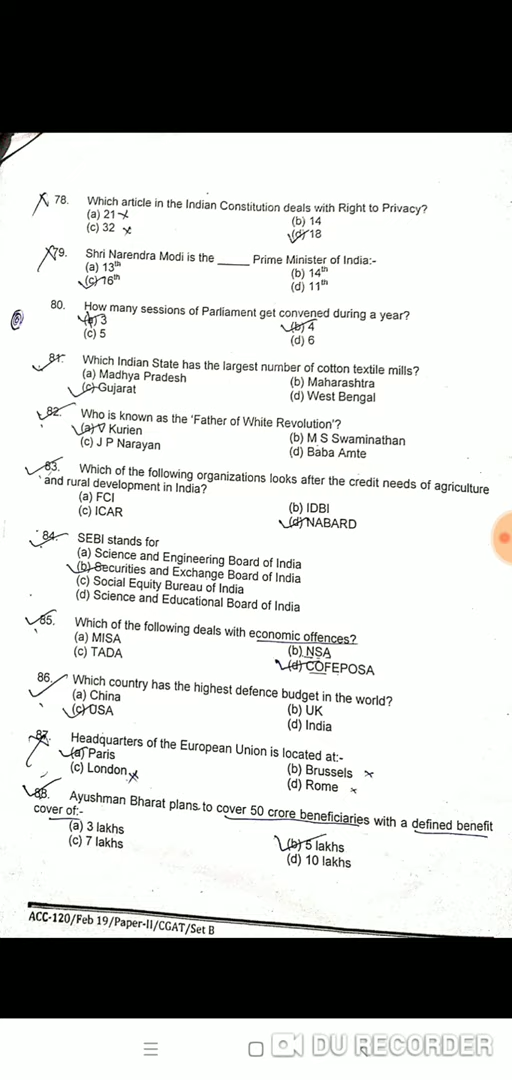 78. Which article in the Indian Constitution deals with Right to Privacy?
(a) 21 (b) 14
(c) 32 (d) 18
79. Shri Narendra Modi is the _____ Prime Minister of India:-
(a) 13th (b) 14th
(c) 16th (d) 11th
80. How many sessions of Parliament get convened during a year?
(a) 3 (b) 4
(c) 5 (d) 6
81. Which Indian State has the largest number of cotton textile mills?
(a) Madhya Pradesh (b) Maharashtra
(c) Gujarat (d) West Bengal
82. Who is known as the 'Father of White Revolution'?
(a) V Kurien (b) M S Swaminathan
(c) J P Narayan (d) Baba Amte
83. Which of the following organizations looks after the credit needs of agriculture
and rural development in India?
(a) FCI (b) IDBI
(c) ICAR (d) NABARD
84. SEBI stands for
(a) Science and Engineering Board of India
(b) Securities and Exchange Board of India
(c) Social Equity Bureau of India
(d) Science and Educational Board of India
85. Which of the following deals with economic offences?
(a) MISA (b) NSA
(c) TADA (d) COFEPOSA
86. Which country has the highest defence budget in the world?
(a) China (b) UK
(c) USA (d) India
87. Headquarters of the European Union is located at:-
(a) Paris (b) Brussels
(c) London (d) Rome
88. Ayushman Bharat plans to cover 50 crore beneficiaries with a defined benefit
cover of:-
(a) 3 lakhs (b) 5 lakhs
(c) 7 lakhs (d) 10 lakhs
ACC-120/Feb 19/Paper-II/CGAT/Set B
DU RECORDER